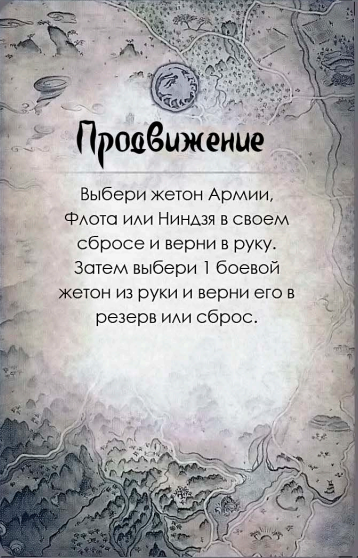 Продвижение
Выбери жетон Армии,
Флота или Ниндзя в своем
сбросе и верни в руку.
Затем выбери 1 боевой
жетон из руки и верни его в
резерв или сброс.